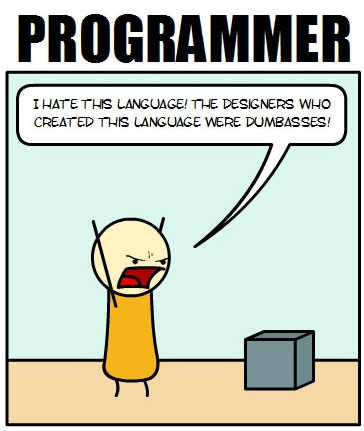 PROGRAMMER
I HATE THIS LANGUAGE! THE DESIGNERS WHO
CREATED THIS LANGUAGE WERE DUMBASSES!